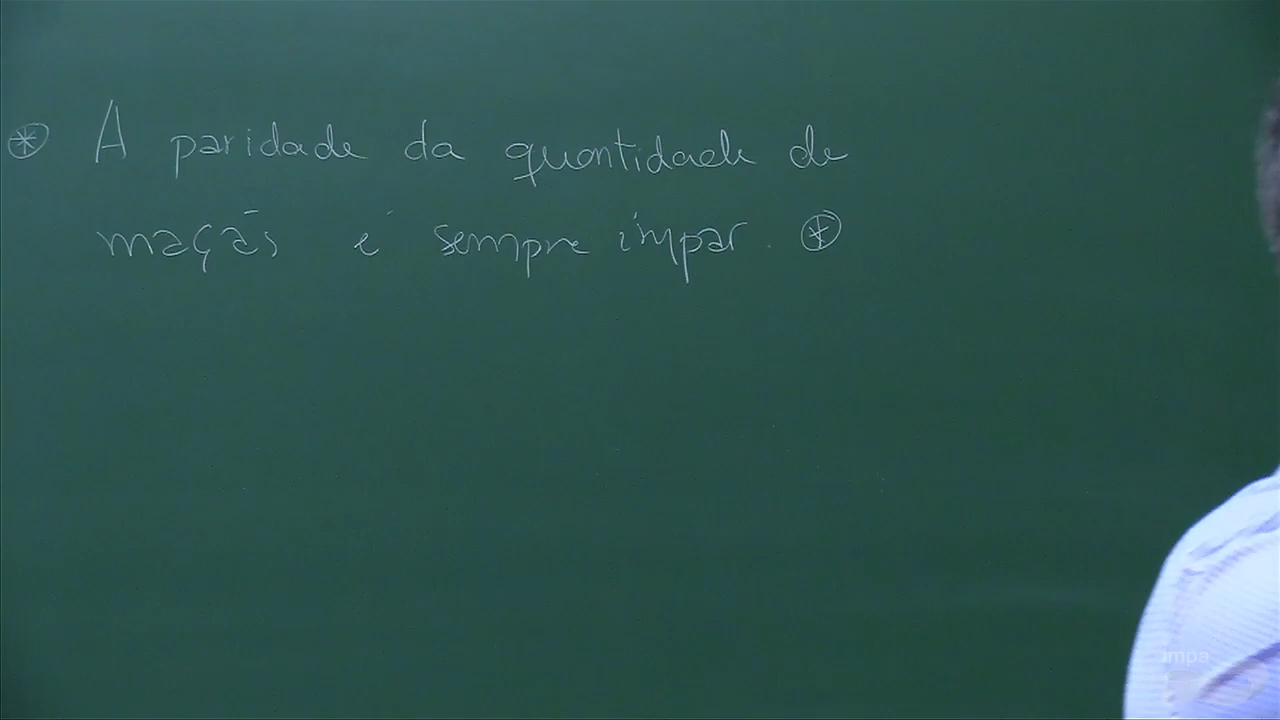 ⊛ A paridade da quantidade de
maçãs é sempre ímpar. ⊛
impa